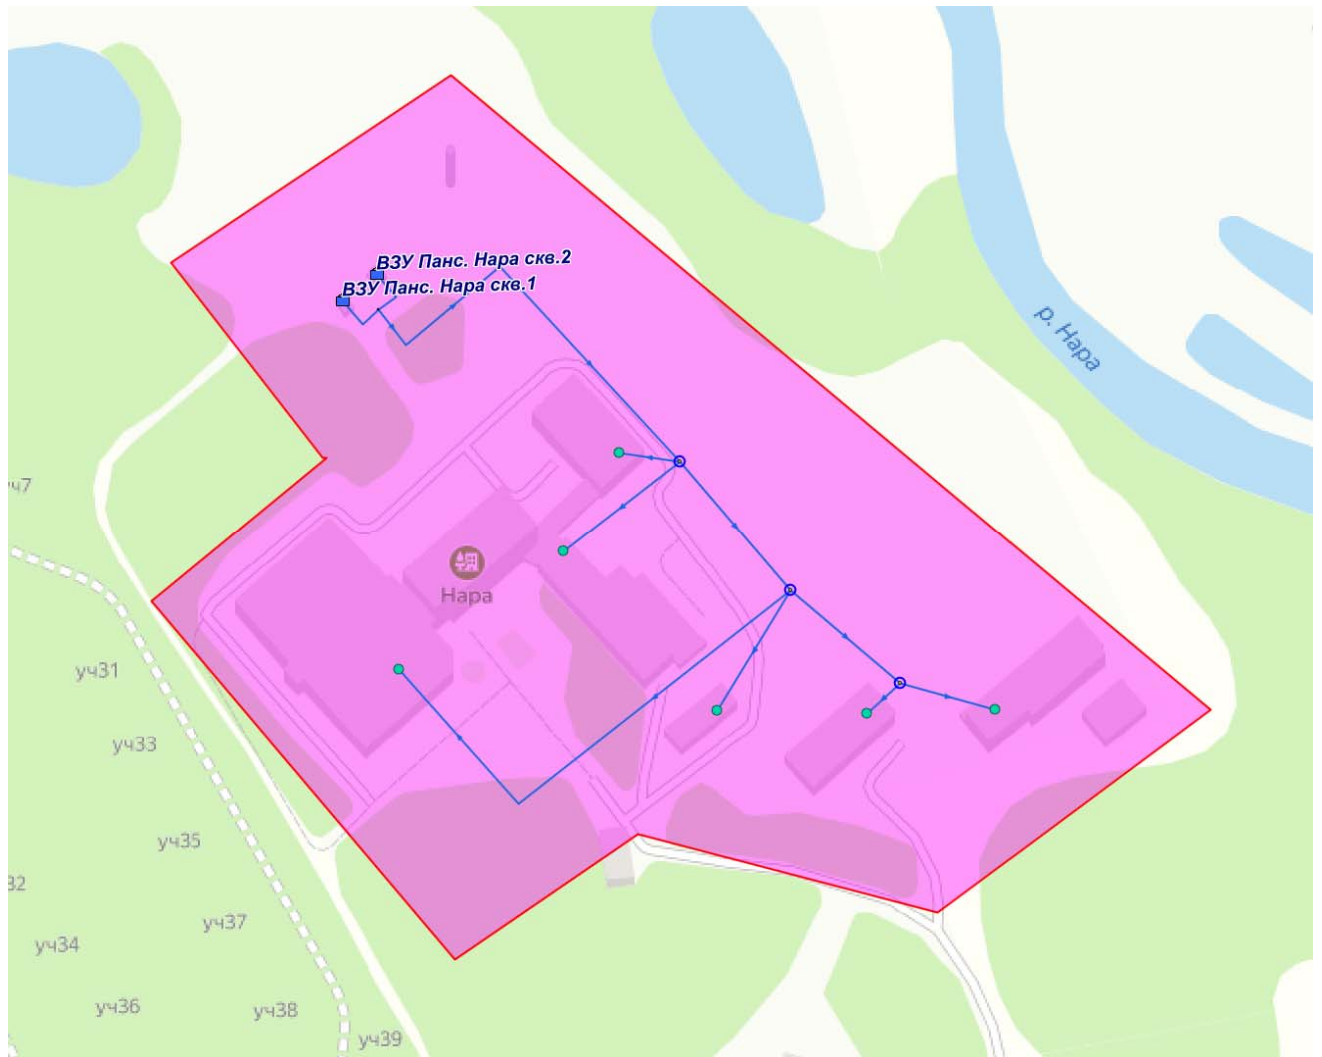 ВЗУ Панс. Нара скв.2
ВЗУ Панс. Нара скв.1
р. Нара
ч7
Нара
уч31
уч33
уч35
32
уч37
уч34
уч36
уч38
уч39